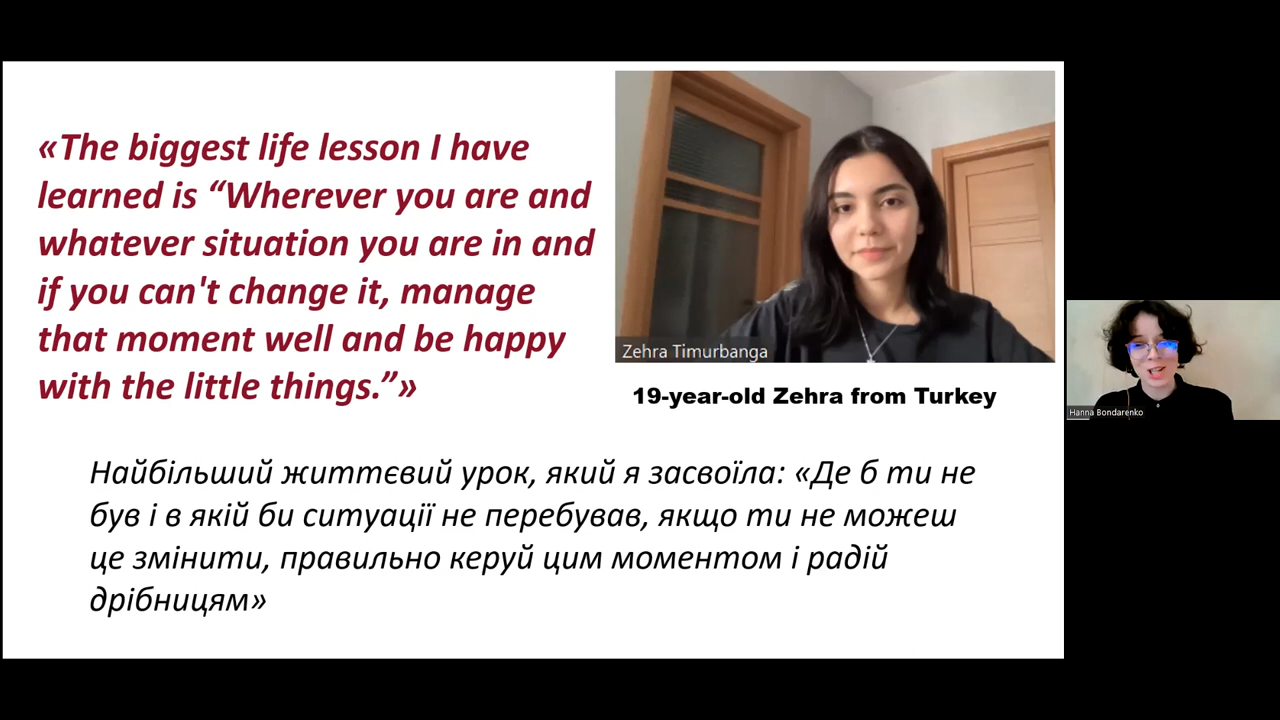 «The biggest life lesson I have
learned is “Wherever you are and
whatever situation you are in and
if you can't change it, manage
that moment well and be happy
with the little things.”»
Zehra Timurbanga
19-year-old Zehra from Turkey
Найбільший життєвий урок, який я засвоїла: «Де б ти не
був і в якій би ситуації не перебував, якщо ти не можеш
це змінити, правильно керуй цим моментом і радій
дрібницям»
Hanna Bondarenko